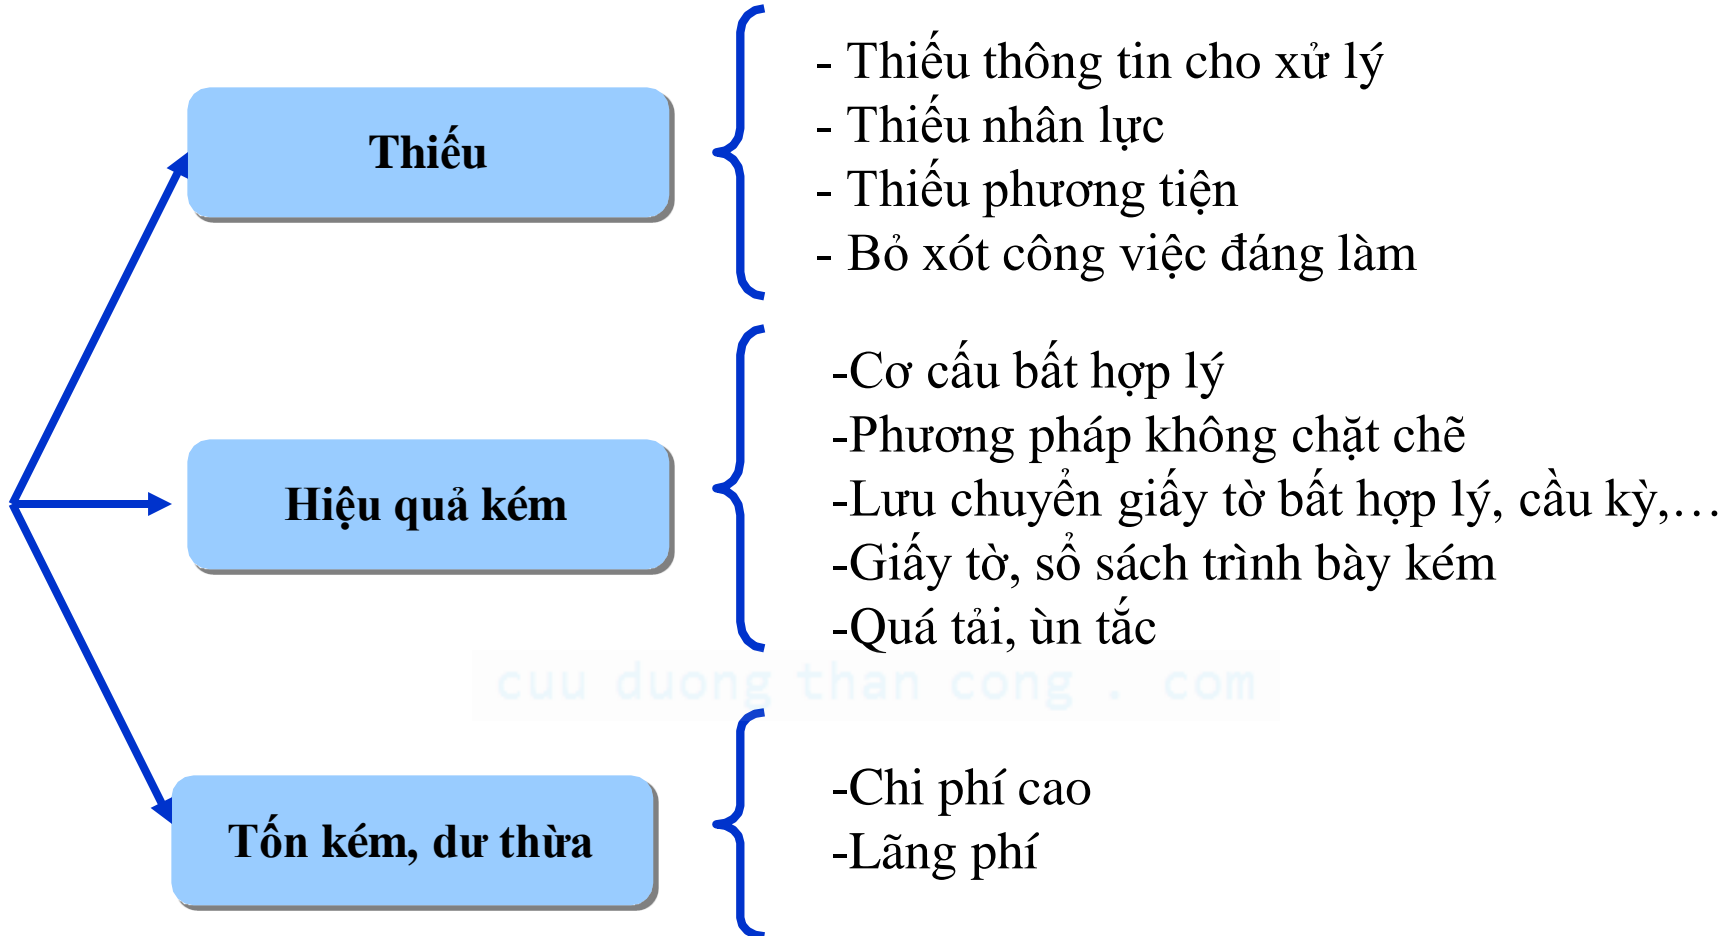 Thiếu
- Thiếu thông tin cho xử lý
- Thiếu nhân lực
- Thiếu phương tiện
- Bỏ xót công việc đáng làm
Hiệu quả kém
-Cơ cấu bất hợp lý
-Phương pháp không chặt chẽ
-Lưu chuyển giấy tờ bất hợp lý, cầu kỳ,…
-Giấy tờ, sổ sách trình bày kém
-Quá tải, ùn tắc
cuu duong than cong . com
Tốn kém, dư thừa
-Chi phí cao
-Lãng phí